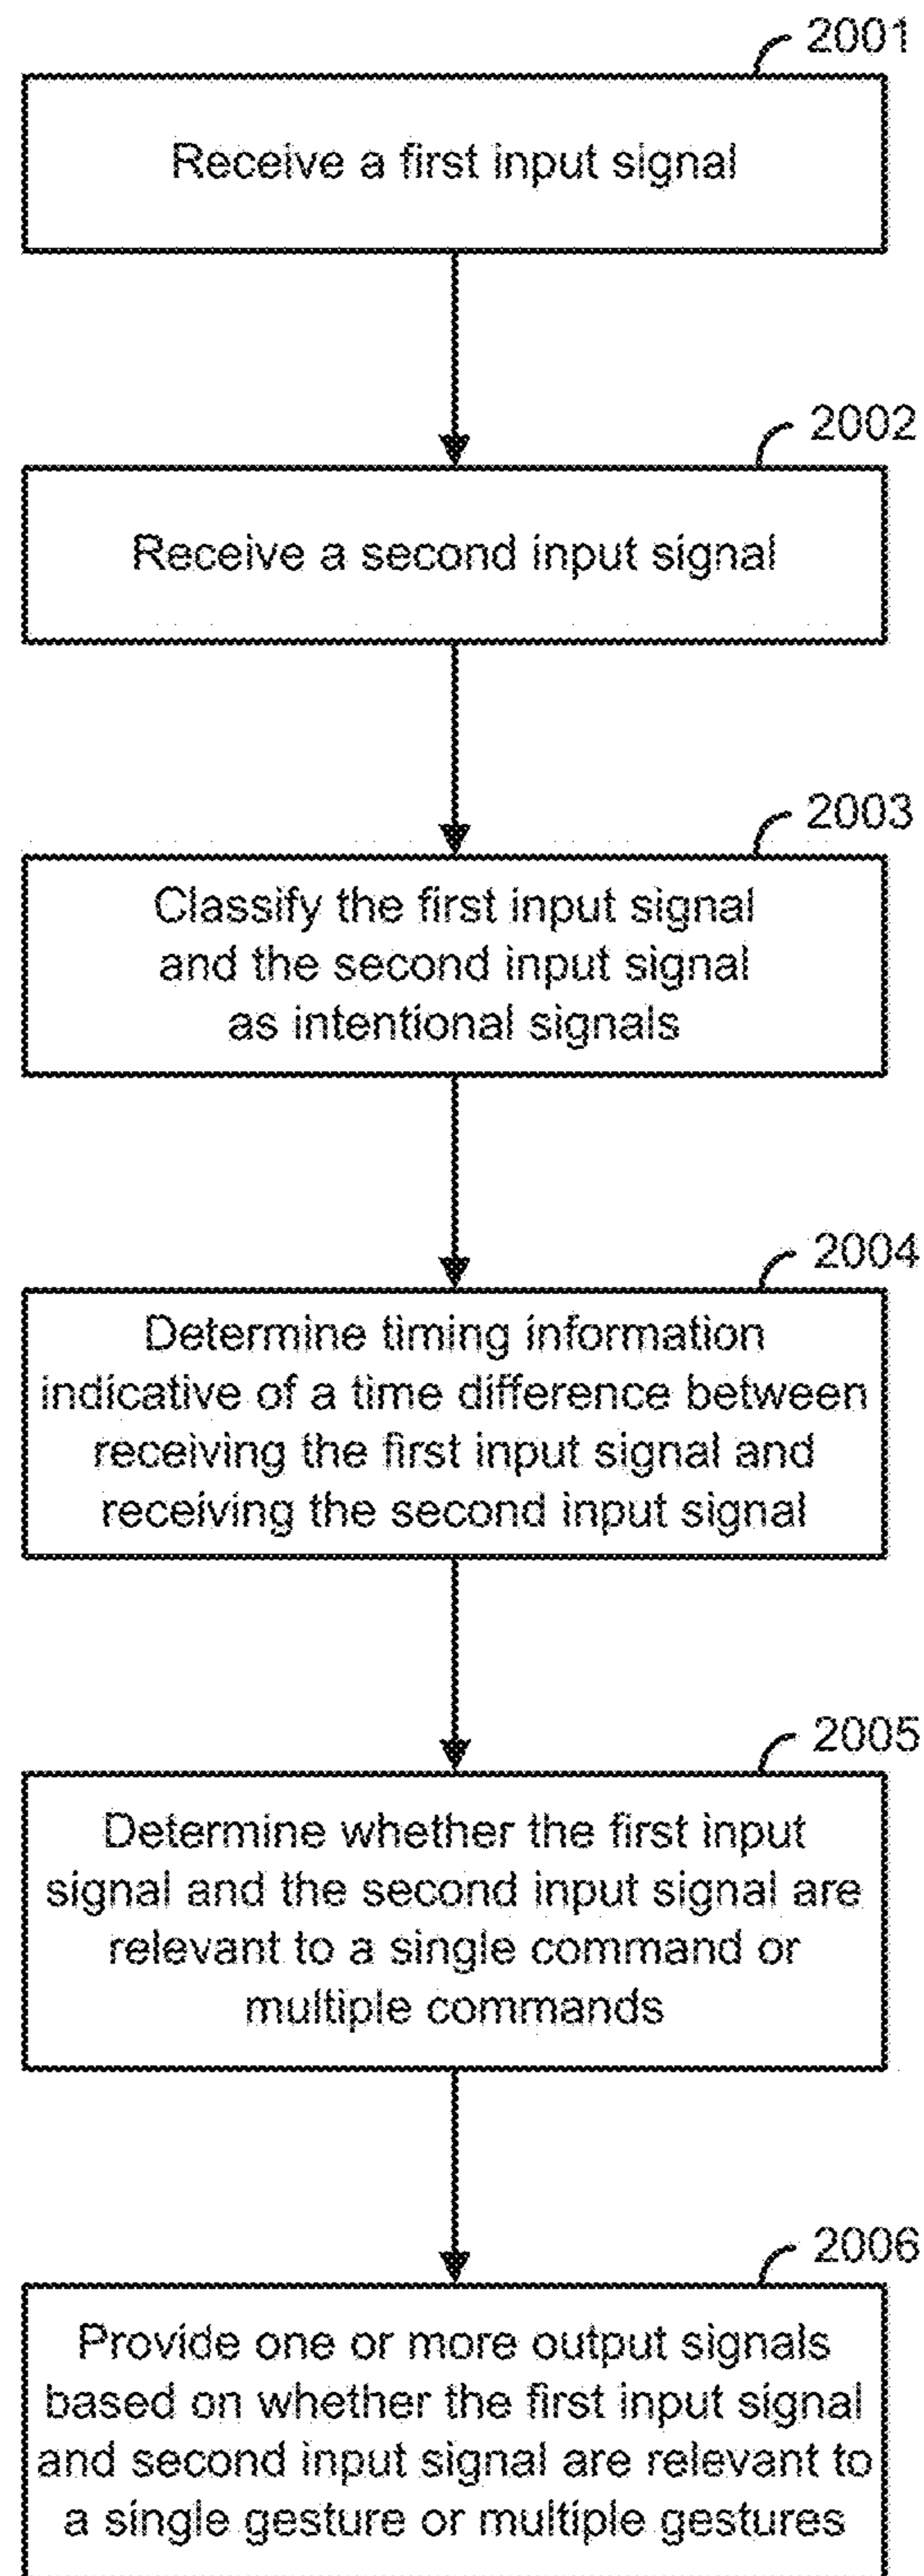 2001
Receive a first input signal
2002
Receive a second input signal
2003
Classify the first input signal
and the second input signal
as intentional signals
2004
Determine timing information
indicative of a time difference between
receiving the first input signal and
receiving the second input signal
2005
Determine whether the first input
signal and the second input signal are
relevant to a single command or
multiple commands
2006
Provide one or more output signals
based on whether the first input signal
and second input signal are relevant to
a single gesture or multiple gestures